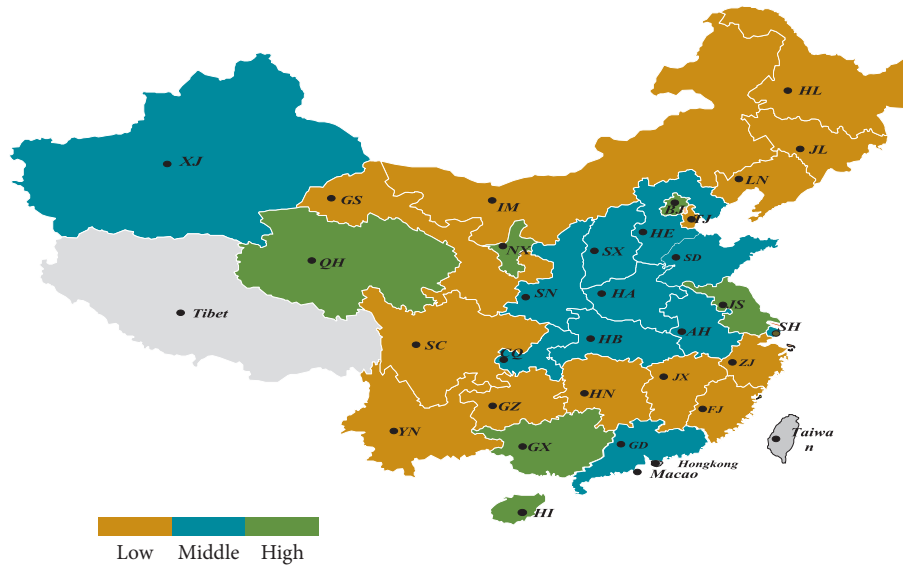 HL
JL
XJ
LN
GS
IM
BJ
TJ
HE
NX
SX
SD
QH
SN
HA
JS
Tibet
SH
AH
HB
SC
CQ
ZJ
JX
HN
GZ
FJ
YN
Taiwa
n
GX
GD
Hongkong
Macao
HI
Low Middle High